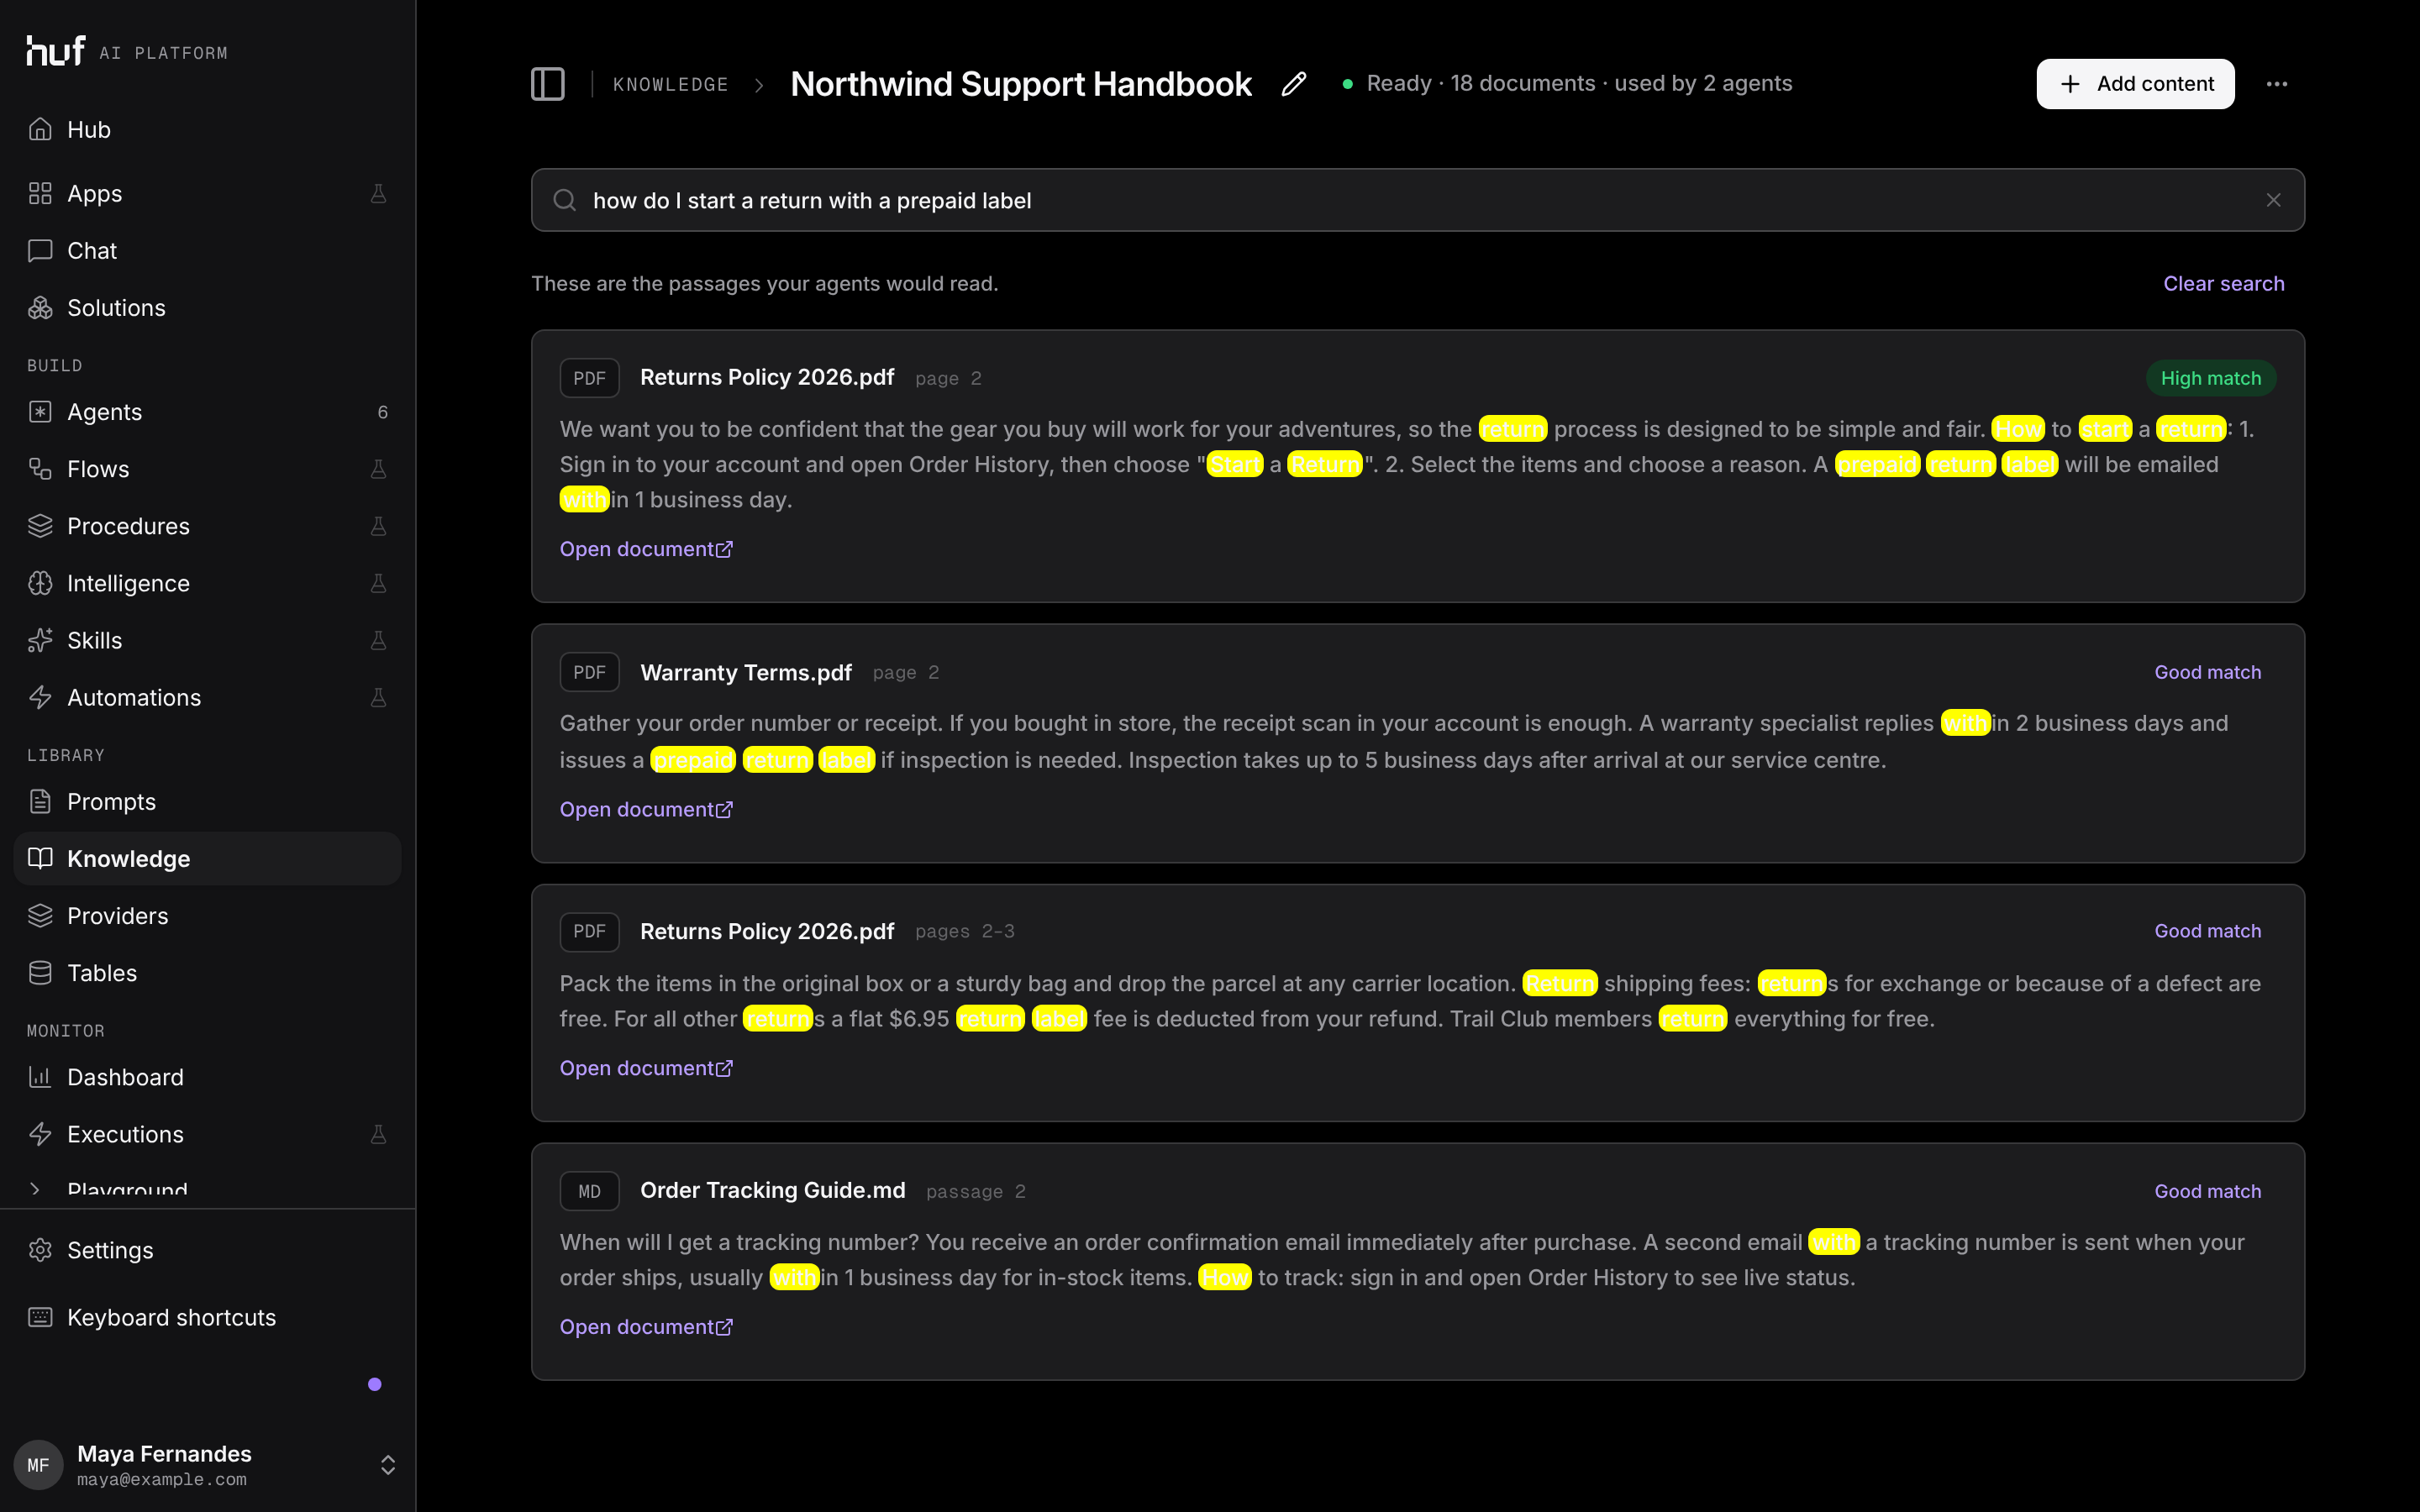 huf AI PLATFORM
Hub
Apps
Chat
Solutions
BUILD
Agents 6
Flows
Procedures
Intelligence
Skills
Automations
LIBRARY
Prompts
Knowledge
Providers
Tables
MONITOR
Dashboard
Executions
Playground
Settings
Keyboard shortcuts
MF
Maya Fernandes
maya@example.com
KNOWLEDGE
Northwind Support Handbook
Ready · 18 documents · used by 2 agents
Add content
how do I start a return with a prepaid label
These are the passages your agents would read.
Clear search
PDF Returns Policy 2026.pdf page 2 High match
We want you to be confident that the gear you buy will work for your adventures, so the return process is designed to be simple and fair. How to start a return: 1.
Sign in to your account and open Order History, then choose "Start a Return". 2. Select the items and choose a reason. A prepaid return label will be emailed
within 1 business day.
Open document
PDF Warranty Terms.pdf page 2 Good match
Gather your order number or receipt. If you bought in store, the receipt scan in your account is enough. A warranty specialist replies within 2 business days and
issues a prepaid return label if inspection is needed. Inspection takes up to 5 business days after arrival at our service centre.
Open document
PDF Returns Policy 2026.pdf pages 2–3 Good match
Pack the items in the original box or a sturdy bag and drop the parcel at any carrier location. Return shipping fees: returns for exchange or because of a defect are
free. For all other returns a flat $6.95 return label fee is deducted from your refund. Trail Club members return everything for free.
Open document
MD Order Tracking Guide.md passage 2 Good match
When will I get a tracking number? You receive an order confirmation email immediately after purchase. A second email with a tracking number is sent when your
order ships, usually within 1 business day for in-stock items. How to track: sign in and open Order History to see live status.
Open document